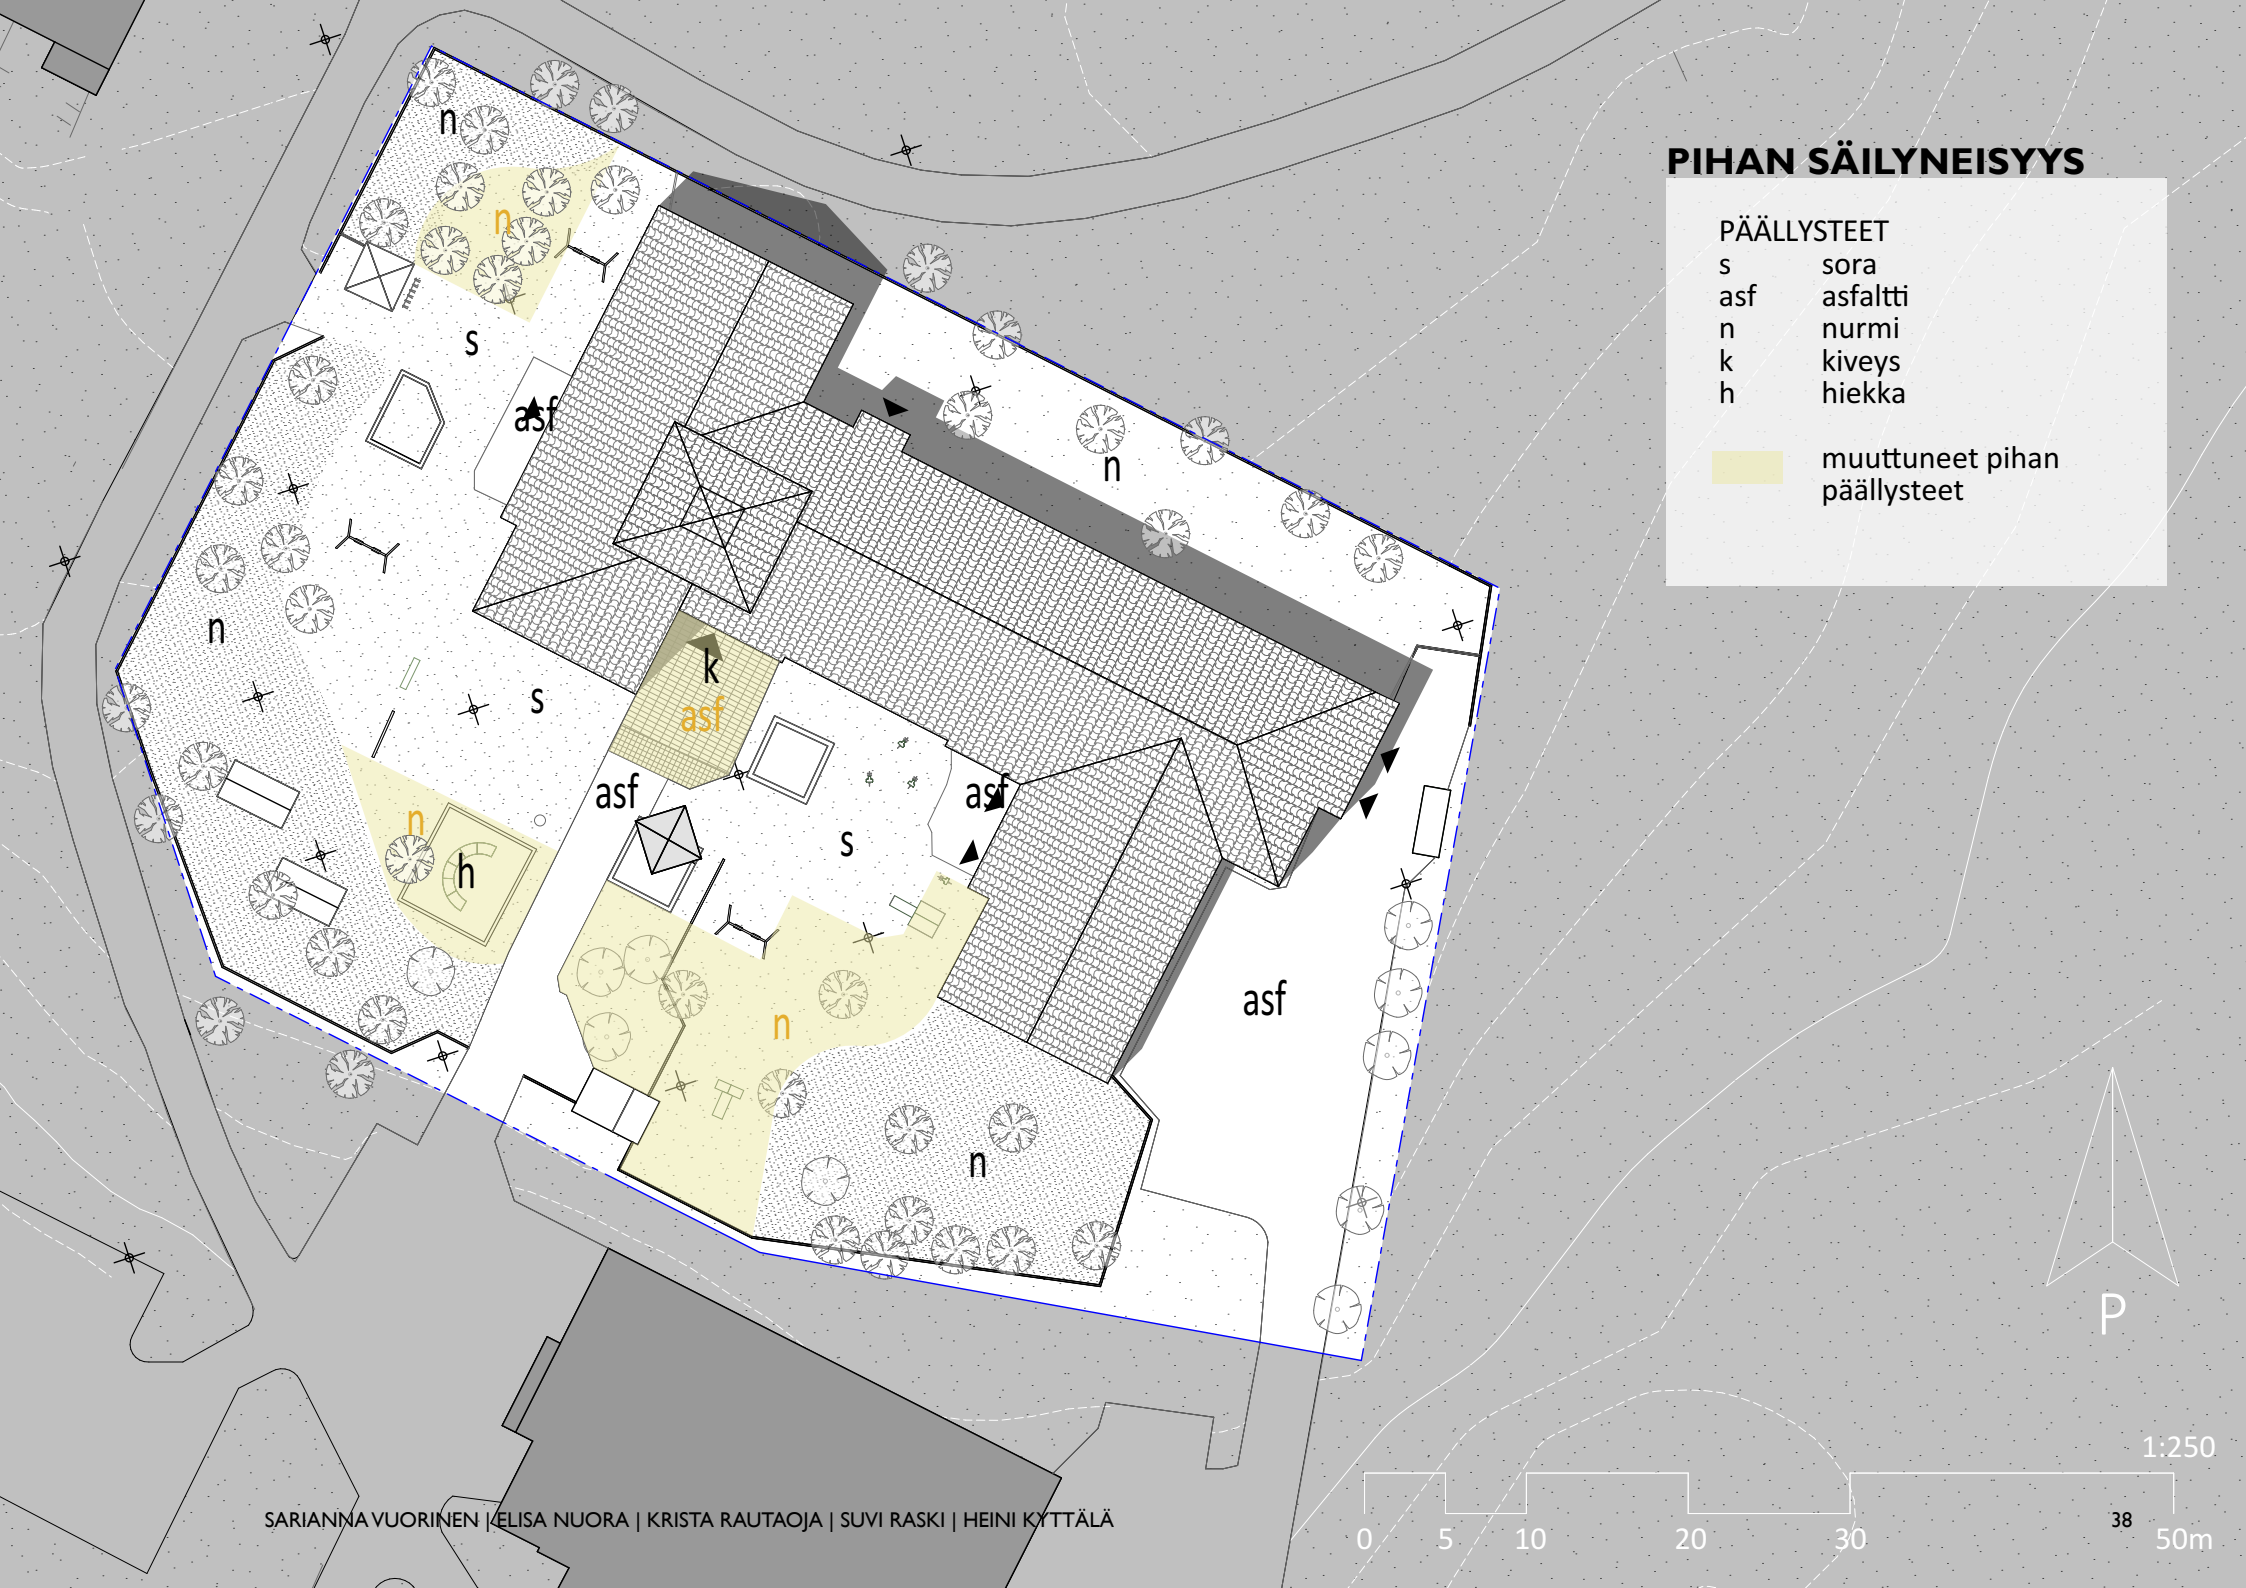 PIHAN SÄILYNEISYYS
PÄÄLLYSTEET
s sora
asf asfaltti
n nurmi
k kiveys
h hiekka
muuttuneet pihan
päällysteet
n
n
s
asf
n
n
s
k
asf
asf
asf
s
n
h
asf
n
n
P
1:250
0 5 10 20 30 50m
SARIANNA VUORINEN | ELISA NUORA | KRISTA RAUTAOJA | SUVI RASKI | HEINI KYTTÄLÄ
38